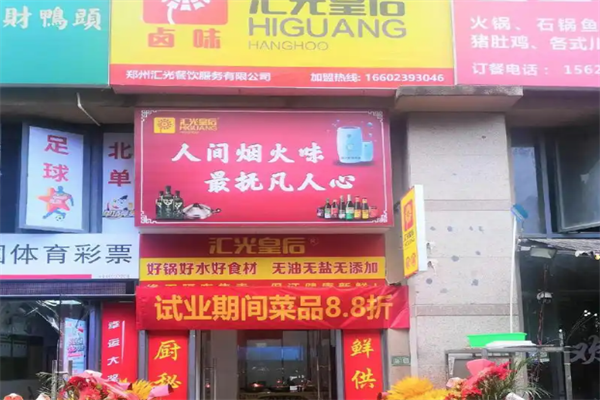 财鴨頭
汇光皇后
HIGUANG
HANGHOO
卤味
郑州汇光餐饮服务有限公司
加盟热线: 16602393046
火锅、石锅鱼
猪肚鸡、各式
订餐电话: 1562
汇光皇后
HIGUANG
人间烟火味
最抚凡人心
足球
北单
体育彩票
汇光皇后
好锅好水好食材 无油无盐无添加
试业期间菜品8.8折
厨秘
鲜供